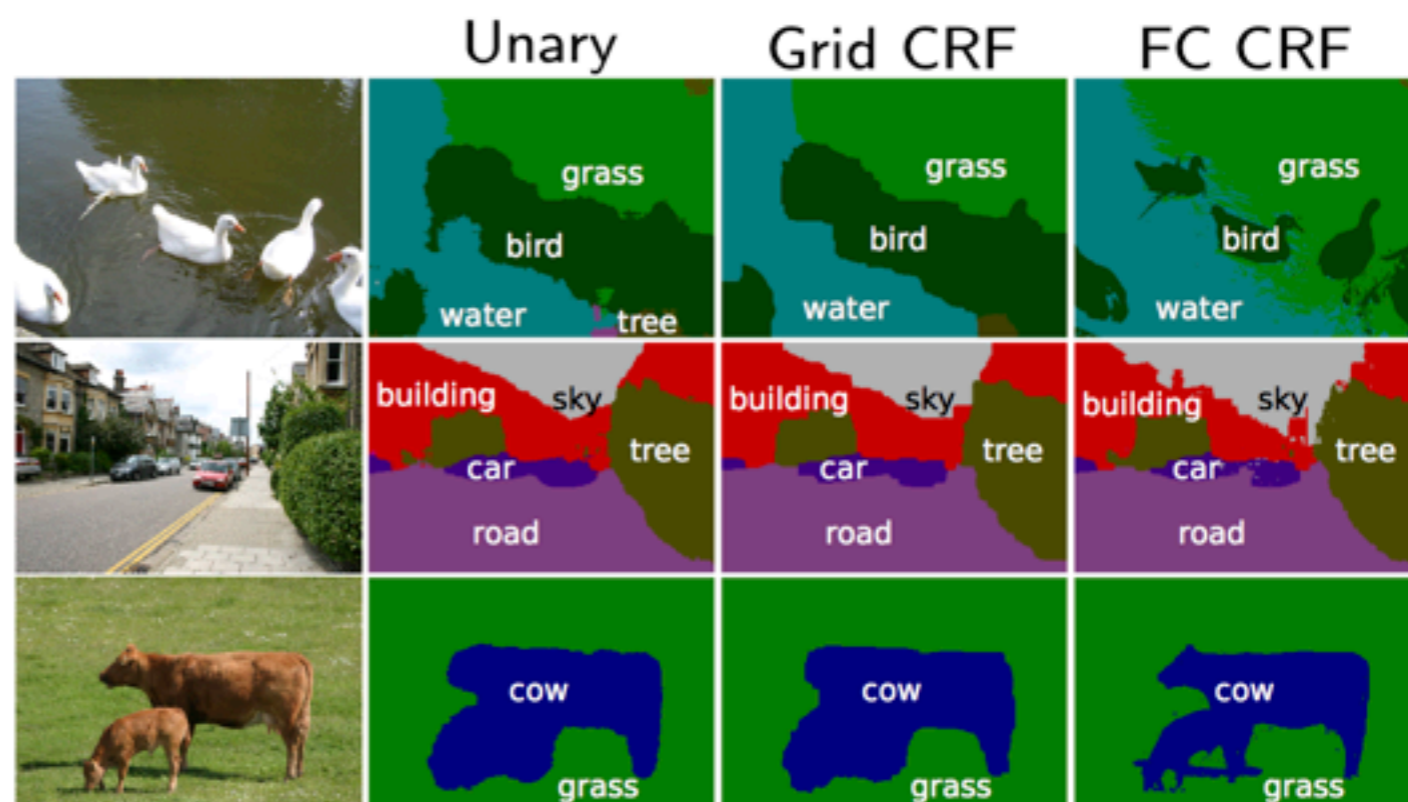 Unary Grid CRF FC CRF
grass grass grass
bird bird bird
water tree water water
building sky building sky building sky
car tree car tree car tree
road road road
cow cow cow
grass grass grass